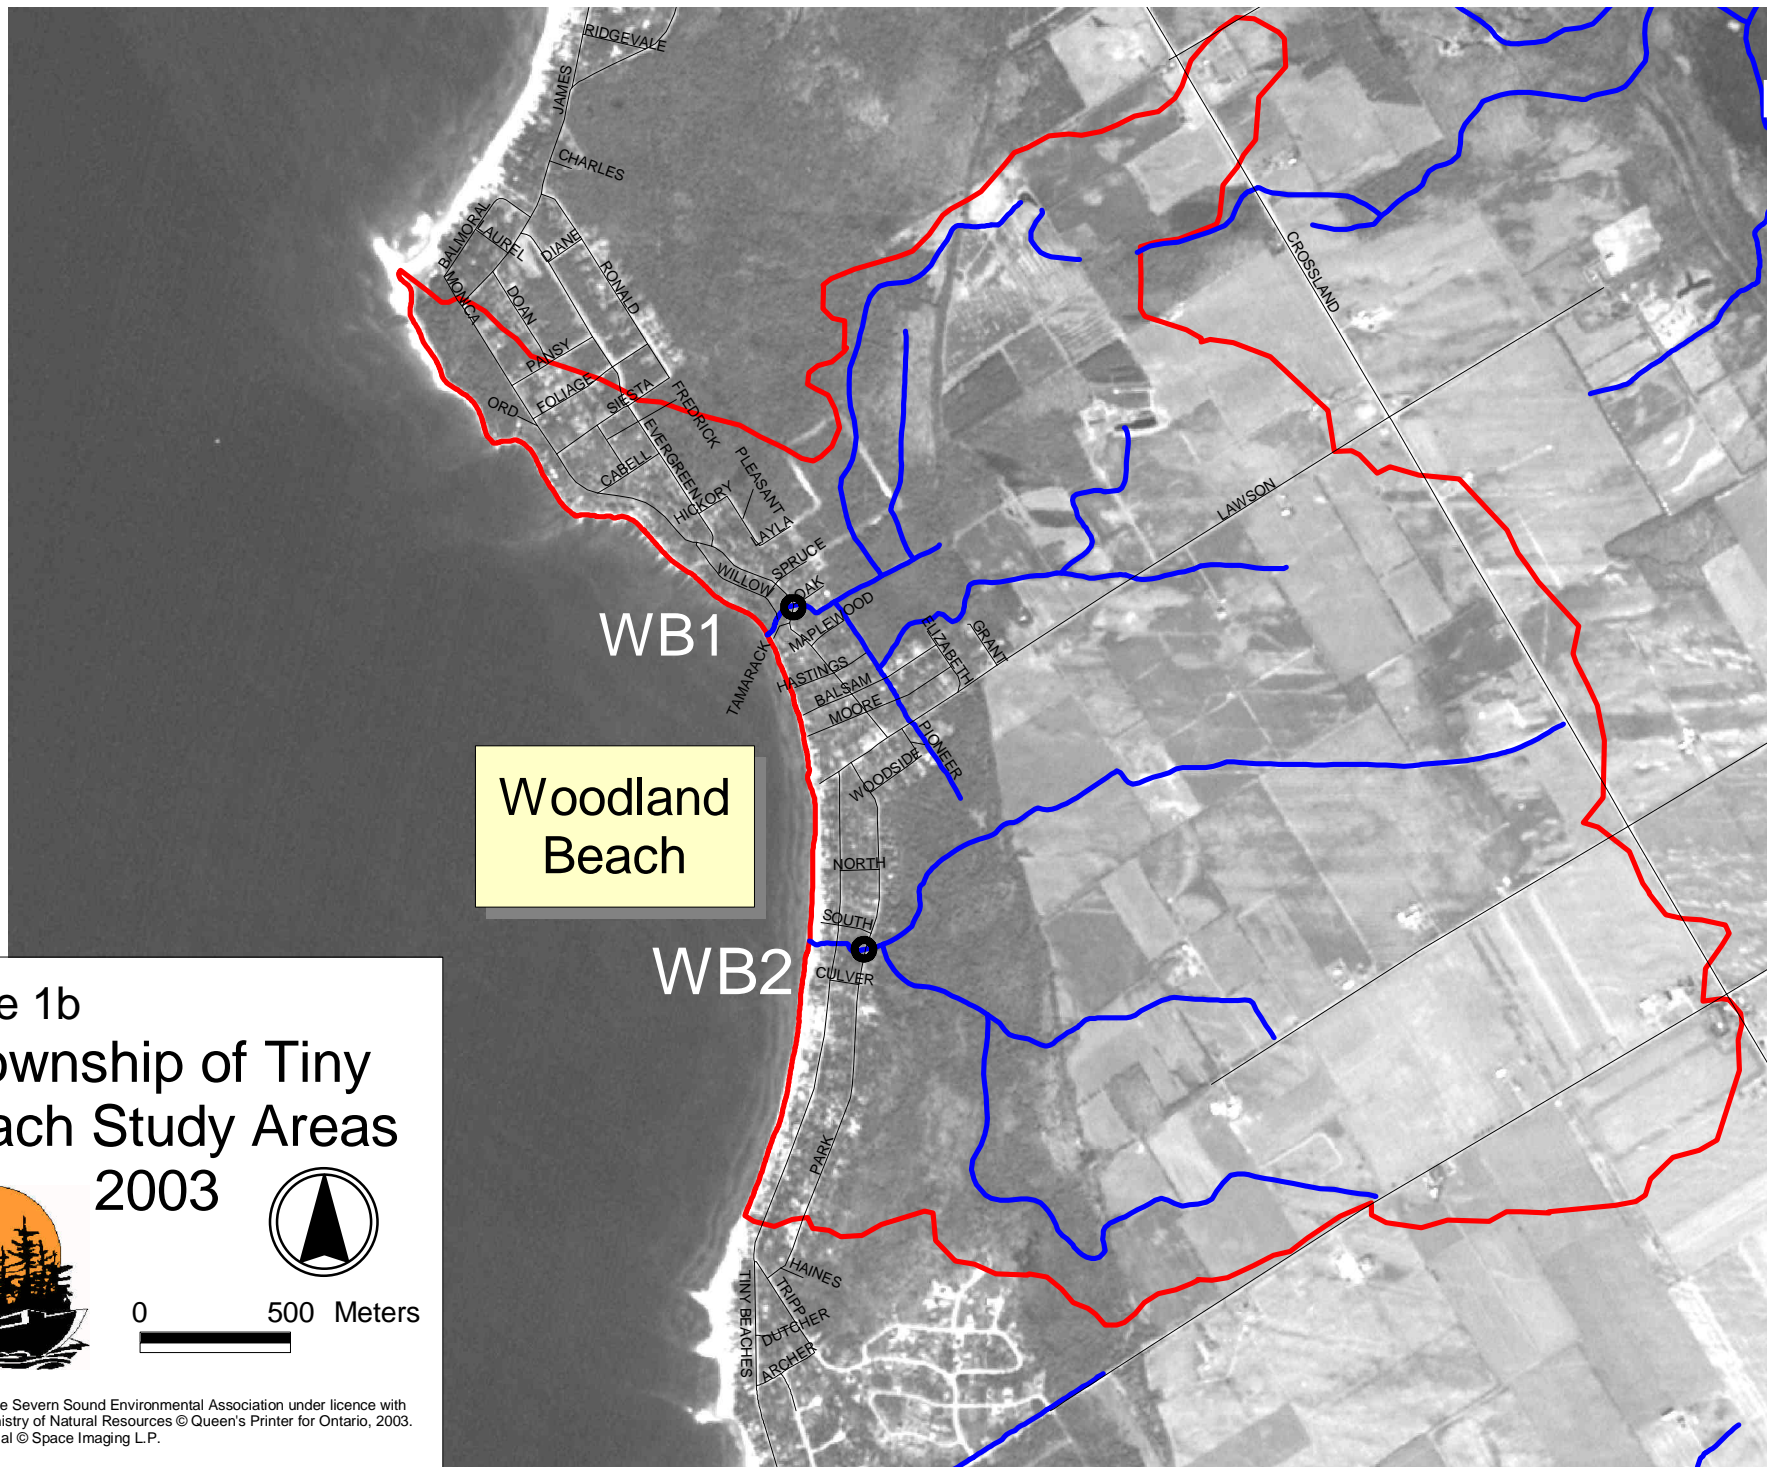 RIDGEVALE
JAMES
CHARLES
BALMORAL
LAUREL
DIANE
RONALD
MONICA
DOAN
CROSSLAND
PANSY
FOLIAGE
SIESTA
FREDRICK
ORD
EVERGREEN
CABELL
PLEASANT
HICKORY
LAYLA
LAWSON
SPRUCE
WILLOW
OAK
WB1
MAPLEWOOD
ELIZABETH
GRANT
TAMARACK
HASTINGS
BALSAM
MOORE
PIONEER
WOODSIDE
Woodland
Beach
NORTH
SOUTH
WB2
CULVER
PARK
HAINES
TRIPP
TINY BEACHES
DUTCHER
ARCHER
e 1b
ownship of Tiny
ach Study Areas
2003
0 500 Meters
e Severn Sound Environmental Association under licence with
nistry of Natural Resources © Queen's Printer for Ontario, 2003.
al © Space Imaging L.P.